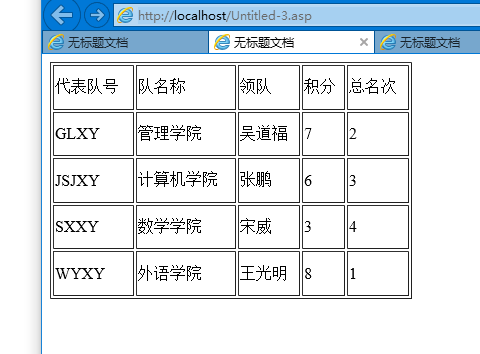 http://localhost/Untitled-3.asp
无标题文档 无标题文档 无标题文档
代表队号 队名称 领队 积分 总名次
GLXY 管理学院 吴道福 7 2
JSJXY 计算机学院 张鹏 6 3
SXXY 数学学院 宋威 3 4
WYXY 外语学院 王光明 8 1